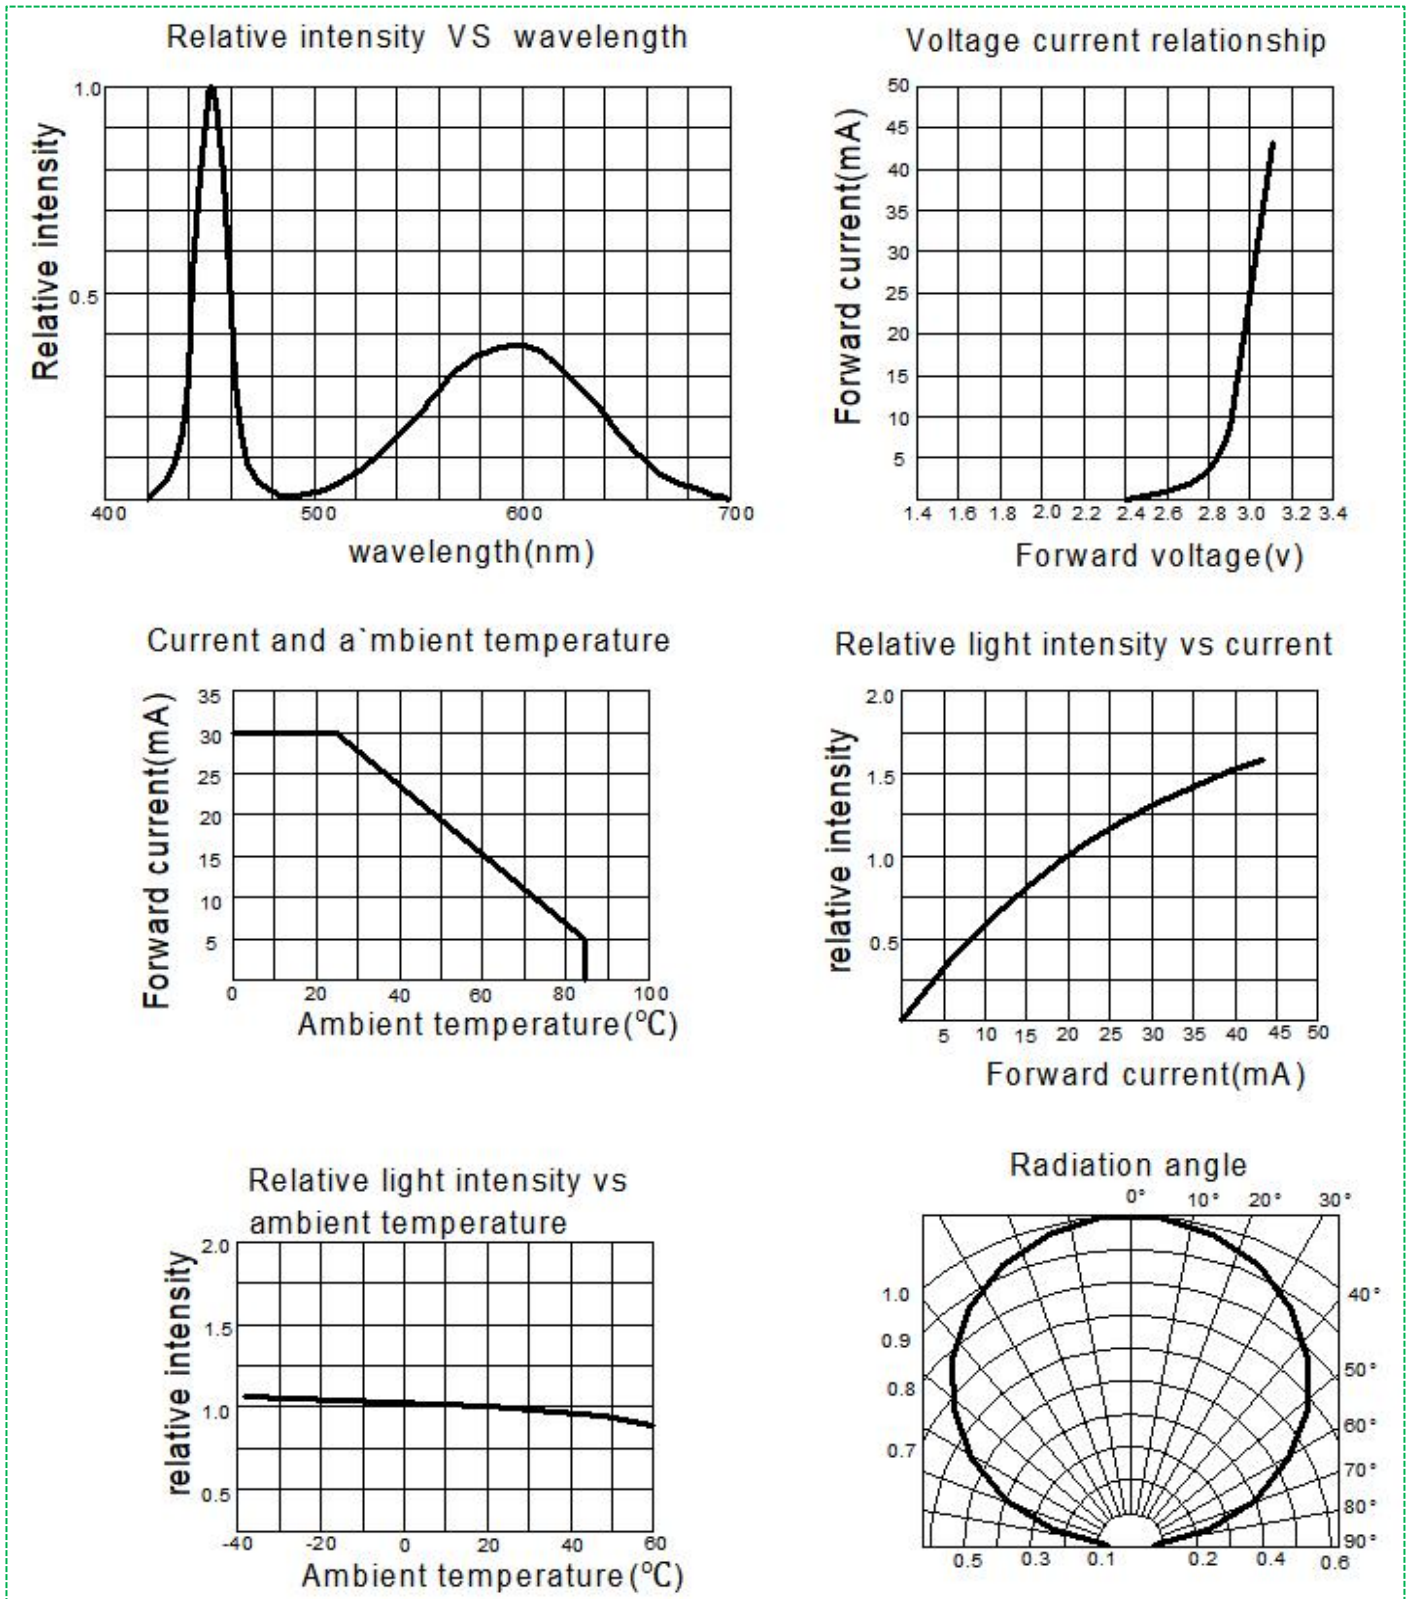 Relative intensity VS wavelength
1.0
0.5
Relative intensity
400 500 600 700
wavelength(nm)
Voltage current relationship
50
45
40
35
30
25
20
15
10
5
Forward current(mA)
1.4 1.6 1.8 2.0 2.2 2.4 2.6 2.8 3.0 3.2 3.4
Forward voltage(v)
Current and a`mbient temperature
35
30
25
20
15
10
5
Forward current(mA)
0 20 40 60 80 100
Ambient temperature(°C)
Relative light intensity vs current
2.0
1.5
1.0
0.5
relative intensity
5 10 15 20 25 30 35 40 45 50
Forward current(mA)
Relative light intensity vs
ambient temperature
2.0
1.5
1.0
0.5
relative intensity
-40 -20 0 20 40 60
Ambient temperature(°C)
Radiation angle
0° 10° 20° 30°
1.0 40°
0.9
50°
0.8
60°
0.7
70°
80°
90°
0.5 0.3 0.1 0.2 0.4 0.6